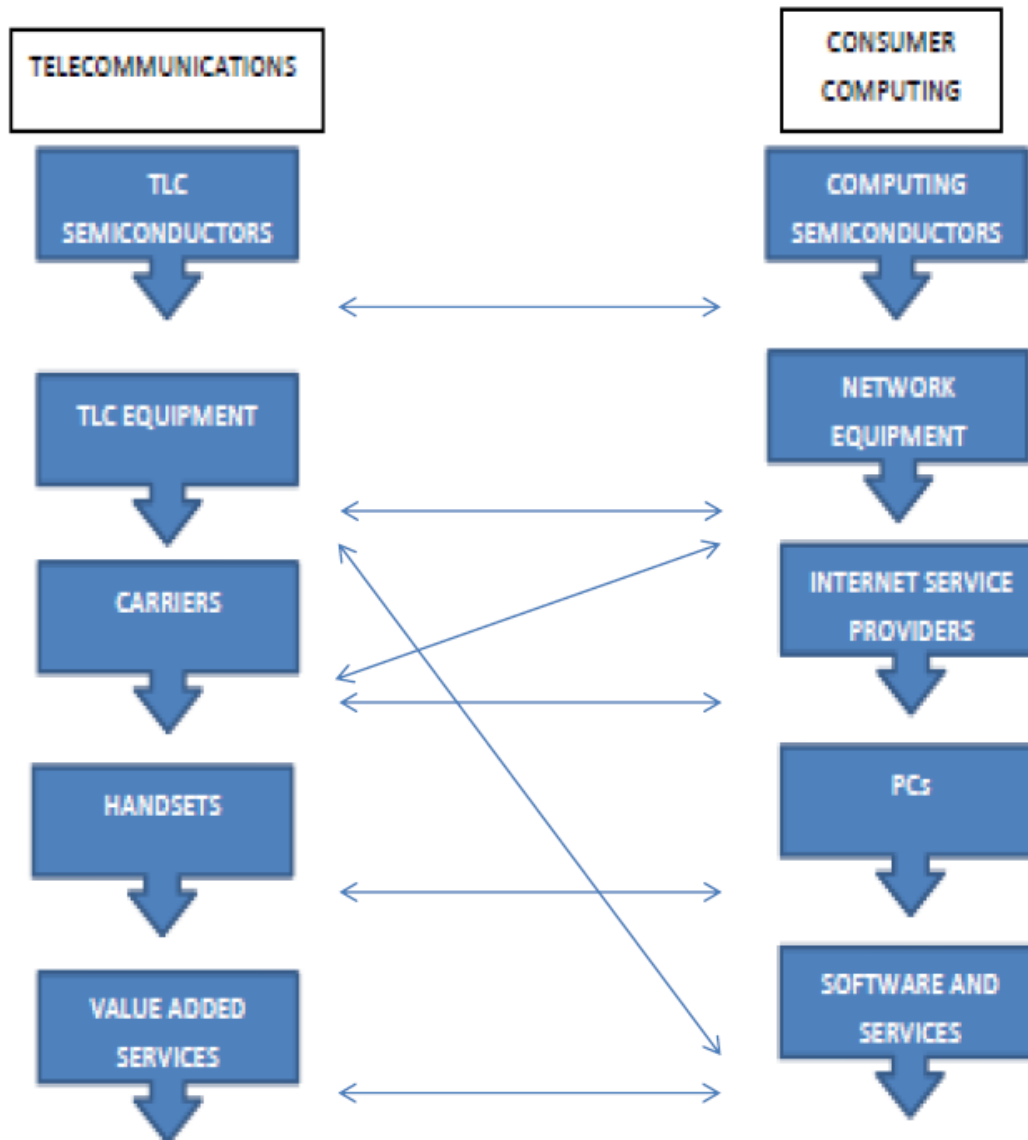 TELECOMMUNICATIONS
CONSUMER
COMPUTING
TLC
SEMICONDUCTORS
COMPUTING
SEMICONDUCTORS
TLC EQUIPMENT
NETWORK
EQUIPMENT
CARRIERS
INTERNET SERVICE
PROVIDERS
HANDSETS
PCs
VALUE ADDED
SERVICES
SOFTWARE AND
SERVICES